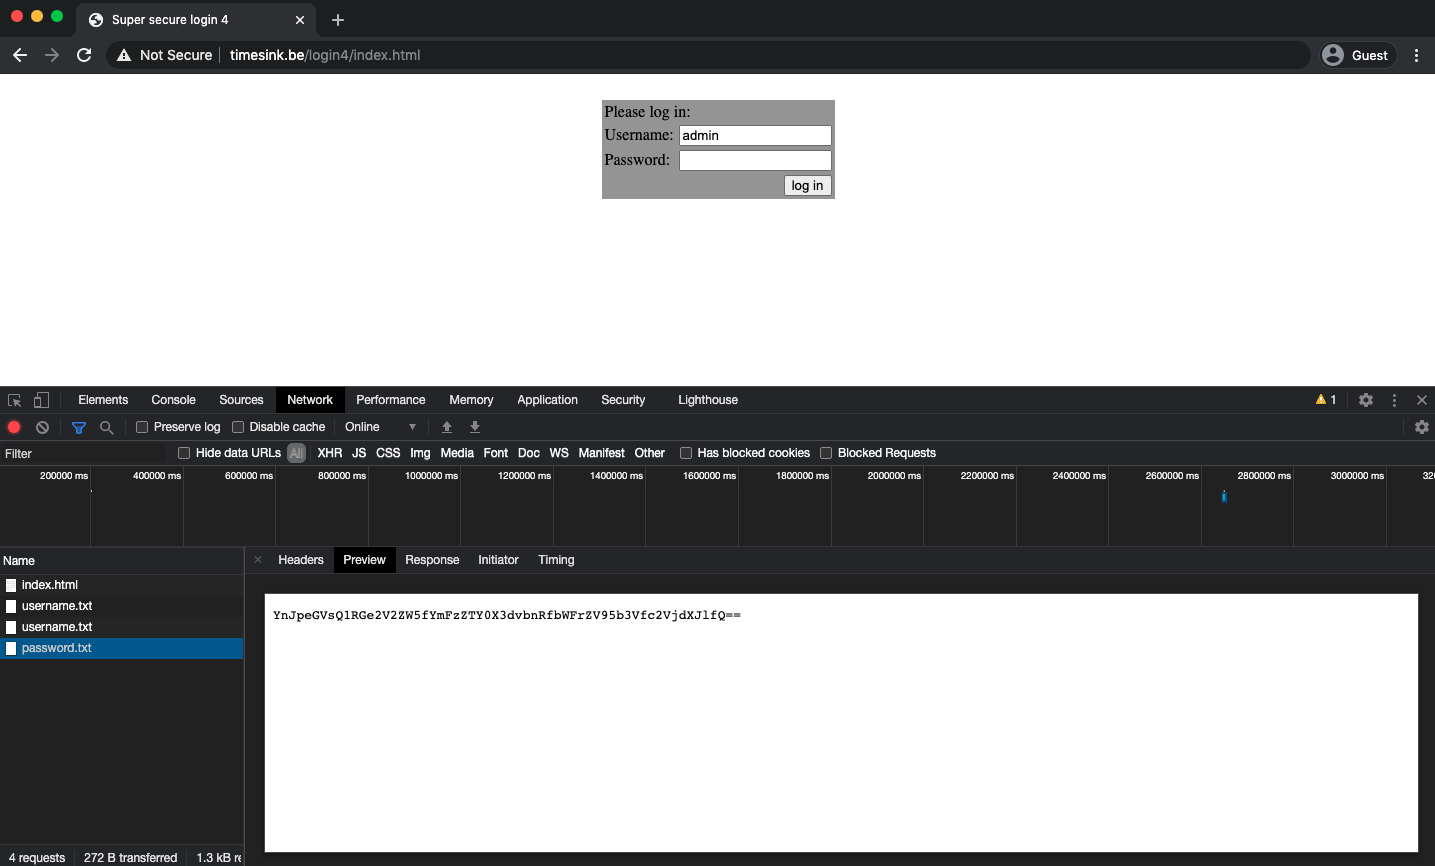 Super secure login 4
Not Secure timesink.be/login4/index.html Guest
Please log in:
Username: admin
Password:
log in
Elements Console Sources Network Performance Memory Application Security Lighthouse 1
Preserve log Disable cache Online
Filter Hide data URLs All XHR JS CSS Img Media Font Doc WS Manifest Other Has blocked cookies Blocked Requests
200000 ms 400000 ms 600000 ms 800000 ms 1000000 ms 1200000 ms 1400000 ms 1600000 ms 1800000 ms 2000000 ms 2200000 ms 2400000 ms 2600000 ms 2800000 ms 3000000 ms 320
Name
index.html
username.txt
username.txt
password.txt
Headers Preview Response Initiator Timing
YnJpeGVsQ1RGe2V2ZW5fYmFzZTY0X3dvbnRfbWFrZV95b3Vfc2VjdXJlfQ==
4 requests 272 B transferred 1.3 kB re